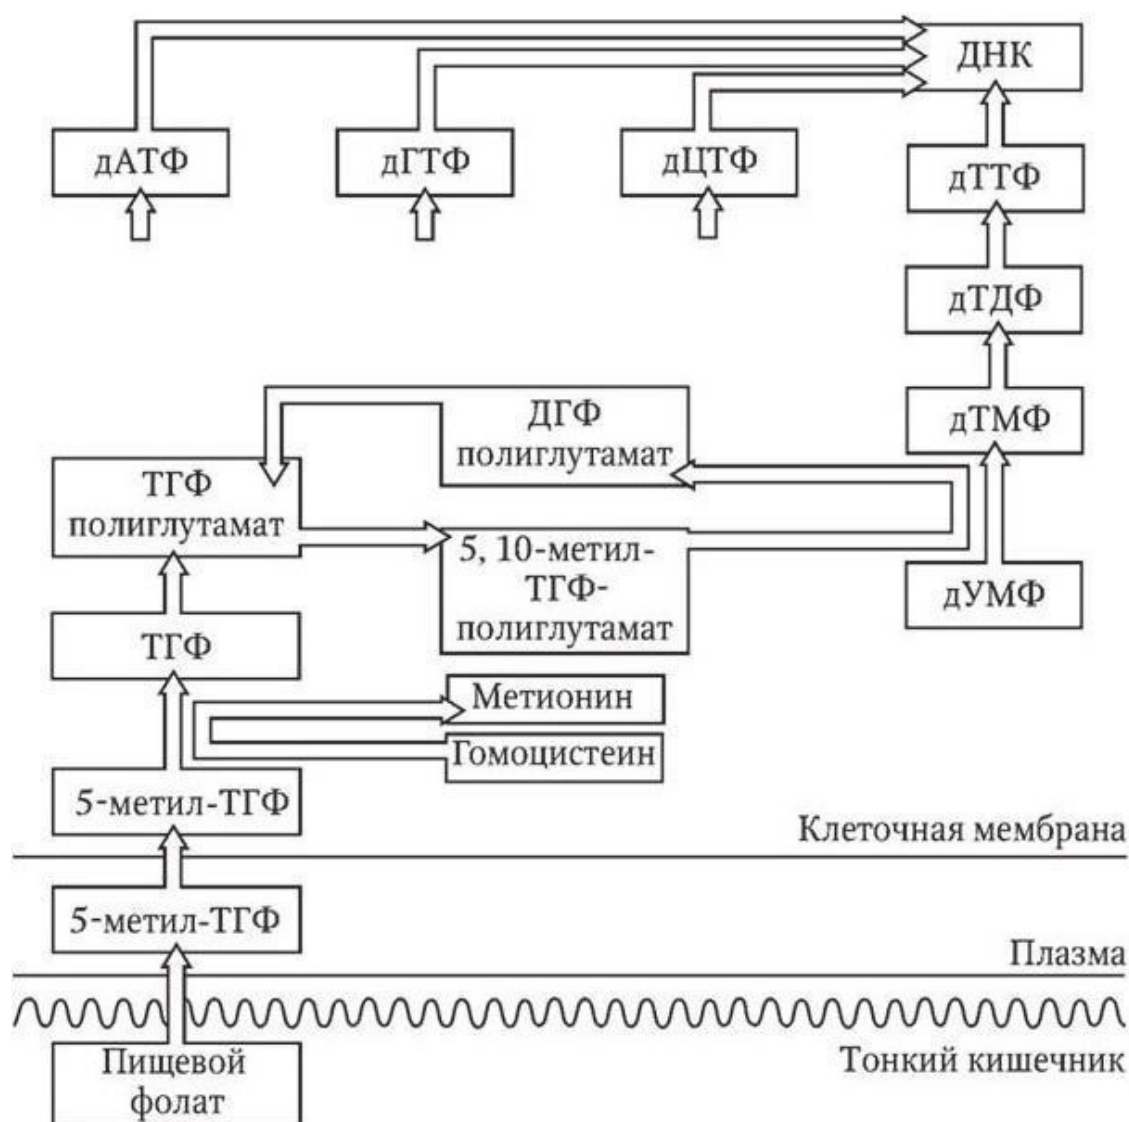 ДНК
дАТФ
дГТФ
дЦТФ
дТТФ
дТДФ
дТМФ
ДГФ
полиглутамат
ТГФ
полиглутамат
5, 10-метил-
ТГФ-
полиглутамат
дУМФ
ТГФ
Метионин
Гомоцистеин
5-метил-ТГФ
Клеточная мембрана
5-метил-ТГФ
Плазма
Тонкий кишечник
Пищевой
фолат